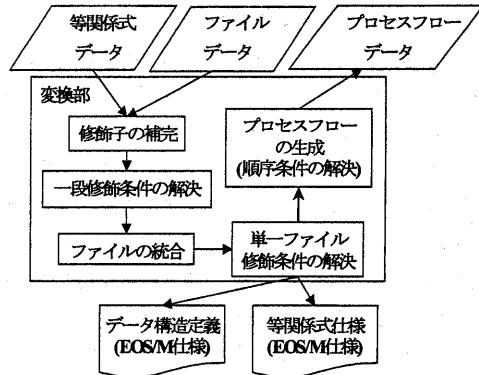 等関係式
データ
ファイル
データ
プロセスフロー
データ
変換部
修飾子の補完
一段修飾条件の解決
ファイルの統合
プロセスフロー
の生成
(順序条件の解決)
単一ファイル
修飾条件の解決
データ構造定義
(EOS/M仕様)
等関係式仕様
(EOS/M仕様)